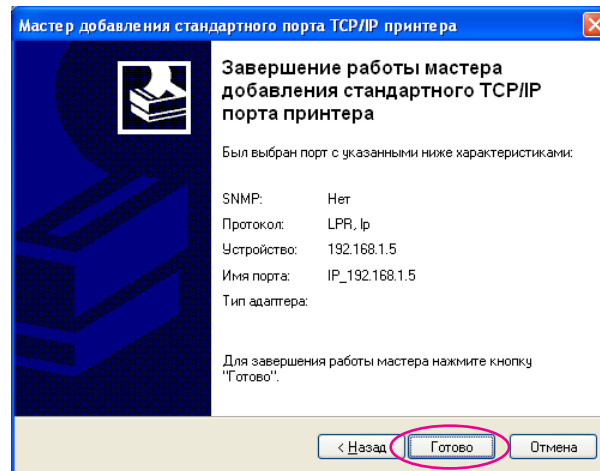 Мастер добавления стандартного порта TCP/IP принтера
Завершение работы мастера
добавления стандартного TCP/IP
порта принтера
Был выбран порт с указанными ниже характеристиками:
SNMP: Нет
Протокол: LPR, lp
Устройство: 192.168.1.5
Имя порта: IP_192.168.1.5
Тип адаптера:
Для завершения работы мастера нажмите кнопку
"Готово".
< Назад Готово Отмена